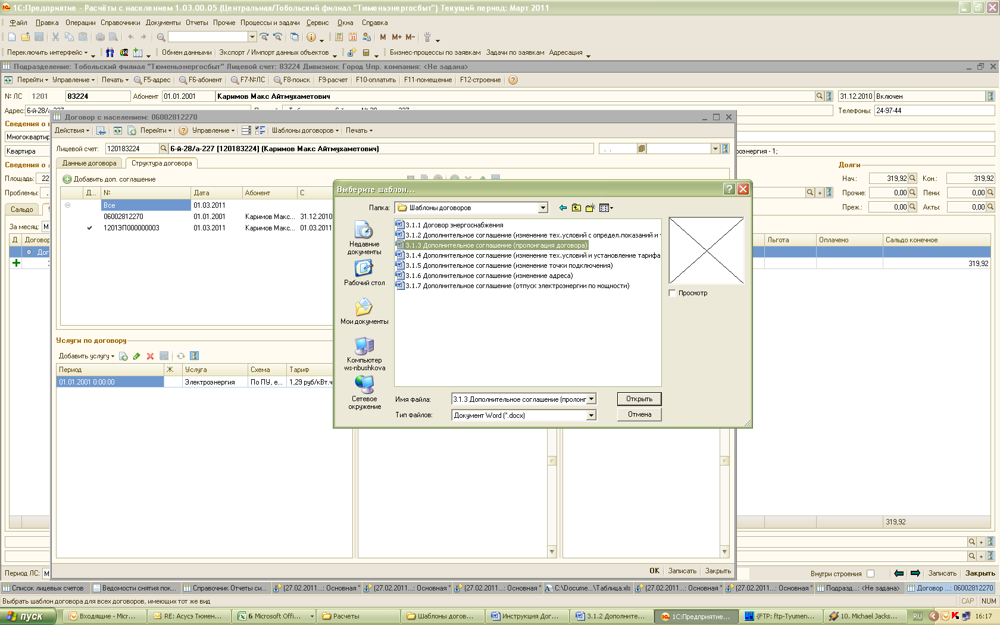 1С:Предприятие - Расчёты с населением 1.03.00.05 (Центральная/Тобольский филиал "Тюменьэнергосбыт") Текущий период: Март 2011
Файл Правка Операции Справочники Документы Отчеты Прочие Процессы и задачи Сервис Окна Справка
M M+ M-
Переключить интерфейс Обмен данными Экспорт / Импорт данных объектов Бизнес-процессы по заявкам Задачи по заявкам Адресация
Подразделение: Тобольский филиал "Тюменьэнергосбыт" Лицевой счет: 83224 Дивизион: Город Упр. компания: <Не задана>
Перейти Управление Печать F5-адрес F6-абонент F7-№ЛС F8-поиск F9-расчет F10-оплатить F11-помещение F12-строение
№ ЛС 1201 83224 Абонент 01.01.2001 Каримов Макс Айтмухаметович 31.12.2010 Включен
Адрес: 6-й-28/а-227 Телефоны: 24-97-44
Договор с населением: 06002812270
Сведения о
Действия Перейти Управление Шаблоны договоров Печать
Многоквартир
Лицевой счет: 120183224 6-й-28/а-227 [120183224] (Каримов Макс Айтмухаметович) . .
Квартира роэнергия - 1;
Данные договора Структура договора
Сведения о Долги
Площадь: 22 Добавить доп. соглашение Нач.: 319,92 Кон.: 319,92
Проблемы: . Д... № Дата Абонент С Прочие: 0,00 Пени: 0,00
Все 01.03.2011 Преж.: 0,00 Акты: 0,00
Сальдо
06002812270 01.01.2001 Каримов Макс... 31.12.2010
За месяц: М 1201ЭП000000003 01.03.2011 Каримов Макс... 01.03.2011
Д Договор Льгота Оплачено Сальдо конечное
Дог
319,92
Выберите шаблон...
Папка: Шаблоны договоров
3.1.1 Договор энергоснабжения
3.1.2 Дополнительное соглашение (изменение тех.условий с определ.показаний и
3.1.3 Дополнительное соглашение (пролонгация договора)
3.1.4 Дополнительное соглашение (изменение тех.условий и установление тарифа
3.1.5 Дополнительное соглашение (изменение точки подключения)
3.1.6 Дополнительное соглашение (изменение адреса)
3.1.7 Дополнительное соглашение (отпуск электроэнергии по мощности)
Недавние документы
Рабочий стол
Мои документы
Компьютер ws-nbushkova
Сетевое окружение
Просмотр
Имя файла: 3.1.3 Дополнительное соглашение (пролонг Открыть
Тип файлов: Документ Word (*.docx) Отмена
Услуги по договору
Добавить услугу
Период Ж Услуга Схема Тариф
01.01.2001 0:00:00 Электроэнергия По ПУ, е... 1,29 руб/кВт.ч
319,92
OK Записать Закрыть
Период ЛС: М Внутри строения Записать Закрыть
Список лицевых счетов Ведомости снятия пок... Справочник Отчеты си... (27.02.2011...: Основная * (27.02.2011...: Основная * (27.02.2011...: Основная * C:\Docume...\Таблица.xls (27.02.2011...: Основная * (27.02.2011...: Основная * Подразд...: <Не задана> Договор ...: 06002812270
Выбрать шаблон договора для всех договоров, имеющих тот же вид CAP NUM
пуск Входящие - Micr... RE: Асусэ Тюмен... 6 Microsoft Offi... Расчеты Шаблоны догов... Инструкция Дог... 3.1.2 Дополните... 1С:Предприятие... {FTP: ftp-Tyumen... 10. Michael Jacks... RU 16:17